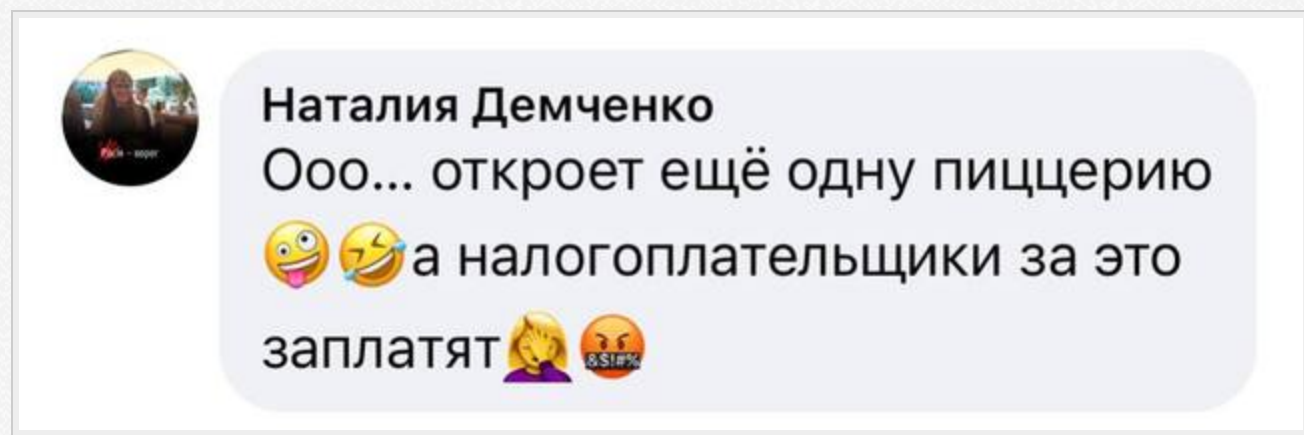 Наталия Демченко
Ооо... откроет ещё одну пиццерию
🤪🤣а налогоплательщики за это
заплатят🤦‍♀️🤬